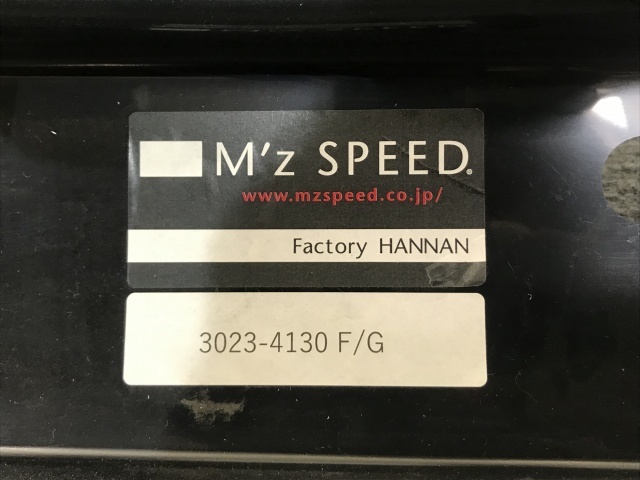 M'z SPEED.
www.mzspeed.co.jp/
Factory HANNAN
3023-4130 F/G